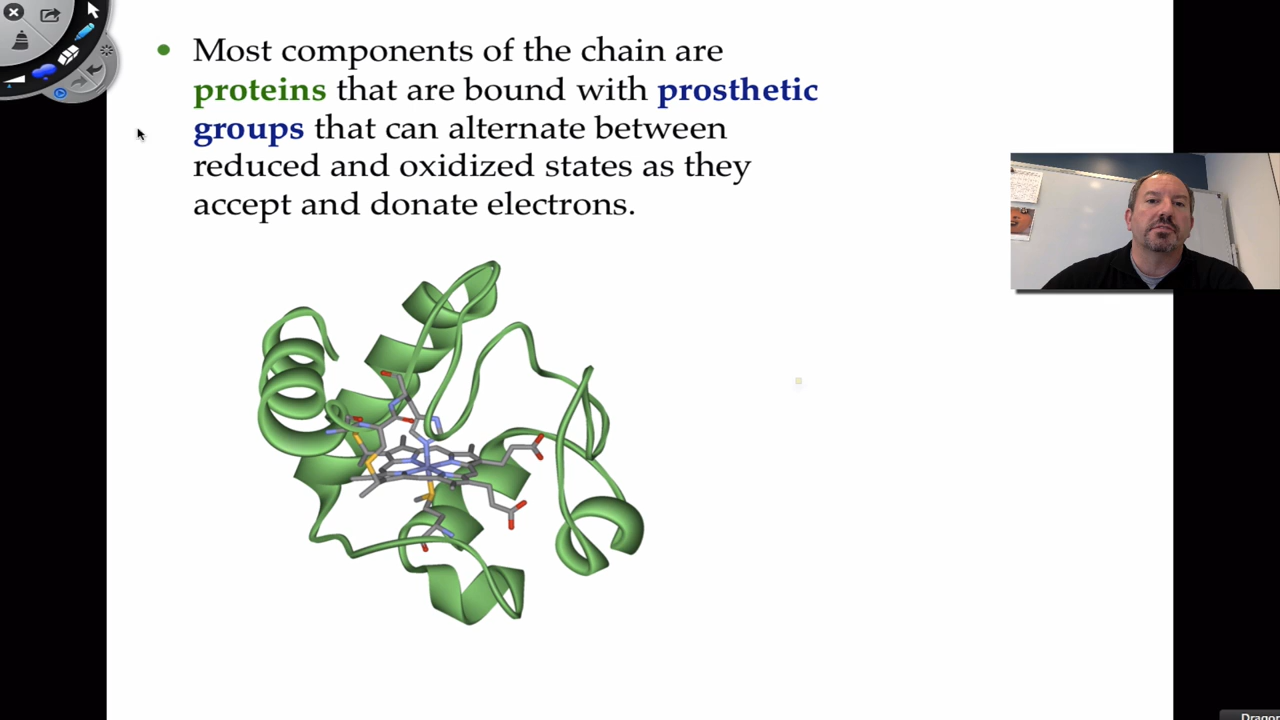 • Most components of the chain are
proteins that are bound with prosthetic
groups that can alternate between
reduced and oxidized states as they
accept and donate electrons.
Drago